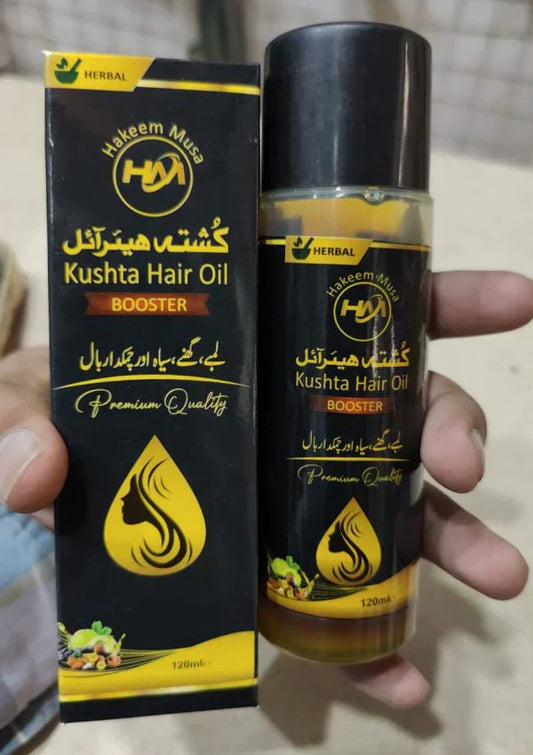 HERBAL
Hakeem Musa
HM
کُشتہ ھیئر آئل
Kushta Hair Oil
BOOSTER
لمبے، گھنے، سیاہ اور چمکدار بال
Premium Quality
120ml
HERBAL
Hakeem Musa
HM
کُشتہ ھیئر آئل
Kushta Hair Oil
BOOSTER
لمبے، گھنے، سیاہ اور چمکدار بال
Premium Quality
120ml